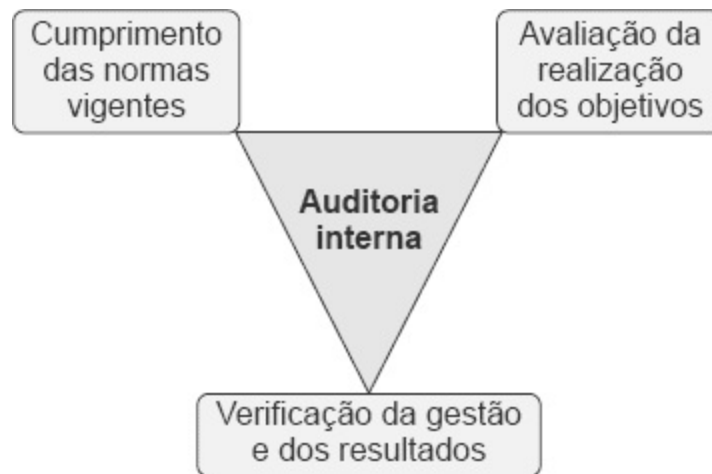 Cumprimento
das normas
vigentes
Avaliação da
realização
dos objetivos
Auditoria
interna
Verificação da gestão
e dos resultados